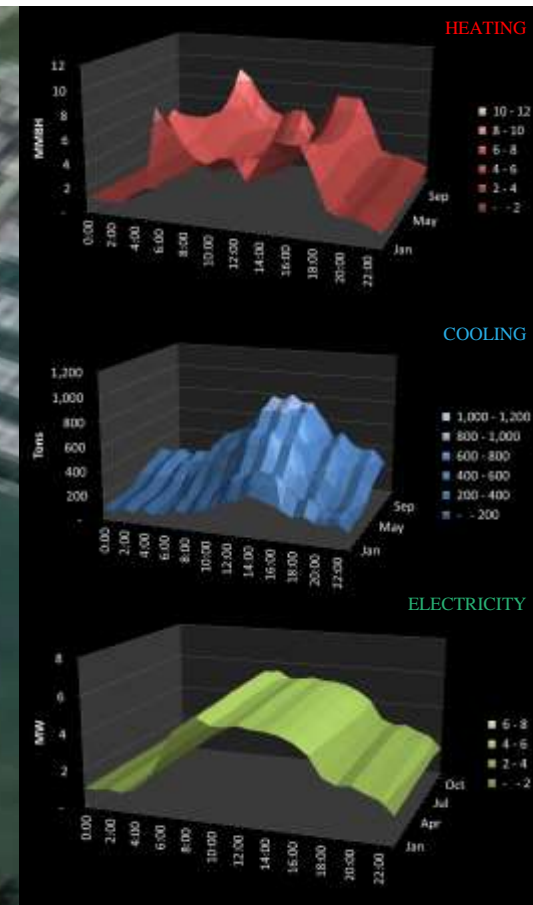 HEATING
12
10
8
6
4
2
-
MMBH
0:00
2:00
4:00
6:00
8:00
10:00
12:00
14:00
16:00
18:00
20:00
22:00
Jan
May
Sep
10 - 12
8 - 10
6 - 8
4 - 6
2 - 4
- - 2
COOLING
1,200
1,000
800
600
400
200
-
Tons
0:00
2:00
4:00
6:00
8:00
10:00
12:00
14:00
16:00
18:00
20:00
22:00
Jan
May
Sep
1,000 - 1,200
800 - 1,000
600 - 800
400 - 600
200 - 400
- - 200
ELECTRICITY
8
6
4
2
-
MW
0:00
2:00
4:00
6:00
8:00
10:00
12:00
14:00
16:00
18:00
20:00
22:00
Jan
Apr
Jul
Oct
6 - 8
4 - 6
2 - 4
- - 2